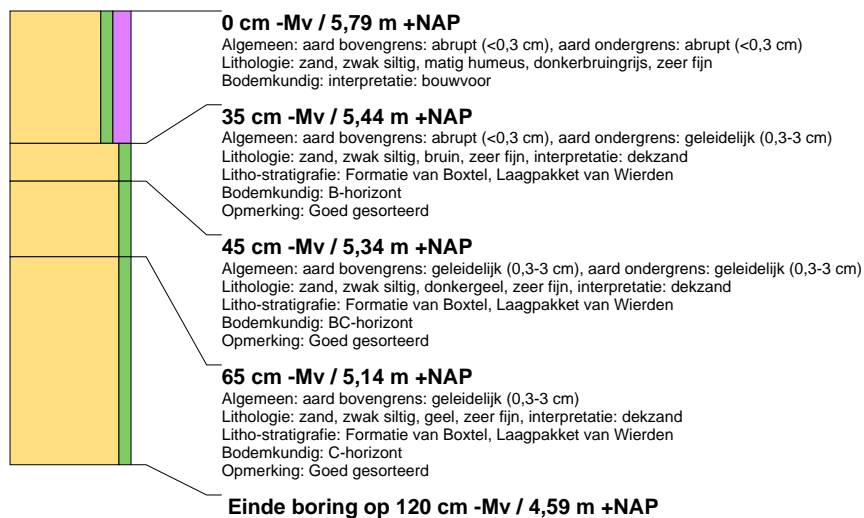 0 cm -Mv / 5,79 m +NAP
Algemeen: aard bovengrens: abrupt (<0,3 cm), aard ondergrens: abrupt (<0,3 cm)
Lithologie: zand, zwak siltig, matig humeus, donkerbruingrijs, zeer fijn
Bodemkundig: interpretatie: bouwvoor
35 cm -Mv / 5,44 m +NAP
Algemeen: aard bovengrens: abrupt (<0,3 cm), aard ondergrens: geleidelijk (0,3-3 cm)
Lithologie: zand, zwak siltig, bruin, zeer fijn, interpretatie: dekzand
Litho-stratigrafie: Formatie van Boxtel, Laagpakket van Wierden
Bodemkundig: B-horizont
Opmerking: Goed gesorteerd
45 cm -Mv / 5,34 m +NAP
Algemeen: aard bovengrens: geleidelijk (0,3-3 cm), aard ondergrens: geleidelijk (0,3-3 cm)
Lithologie: zand, zwak siltig, donkergeel, zeer fijn, interpretatie: dekzand
Litho-stratigrafie: Formatie van Boxtel, Laagpakket van Wierden
Bodemkundig: BC-horizont
Opmerking: Goed gesorteerd
65 cm -Mv / 5,14 m +NAP
Algemeen: aard bovengrens: geleidelijk (0,3-3 cm)
Lithologie: zand, zwak siltig, geel, zeer fijn, interpretatie: dekzand
Litho-stratigrafie: Formatie van Boxtel, Laagpakket van Wierden
Bodemkundig: C-horizont
Opmerking: Goed gesorteerd
Einde boring op 120 cm -Mv / 4,59 m +NAP